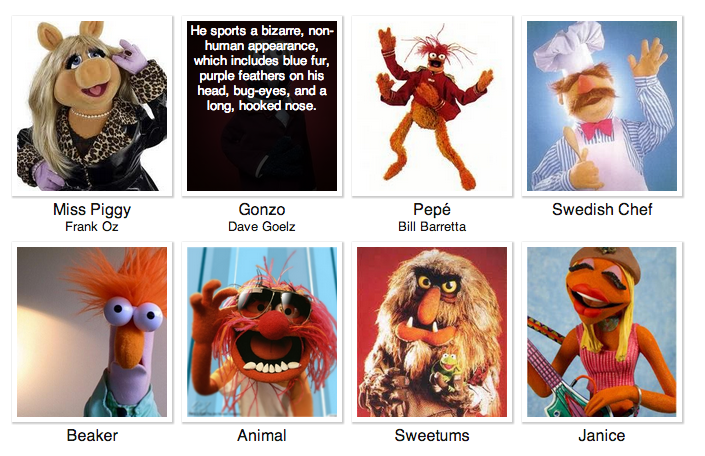 He sports a bizarre, non-
human appearance,
which includes blue fur,
purple feathers on his
head, bug-eyes, and a
long, hooked nose.
Miss Piggy
Gonzo
Pepé
Swedish Chef
Frank Oz
Dave Goelz
Bill Barretta
Beaker
Animal
Sweetums
Janice